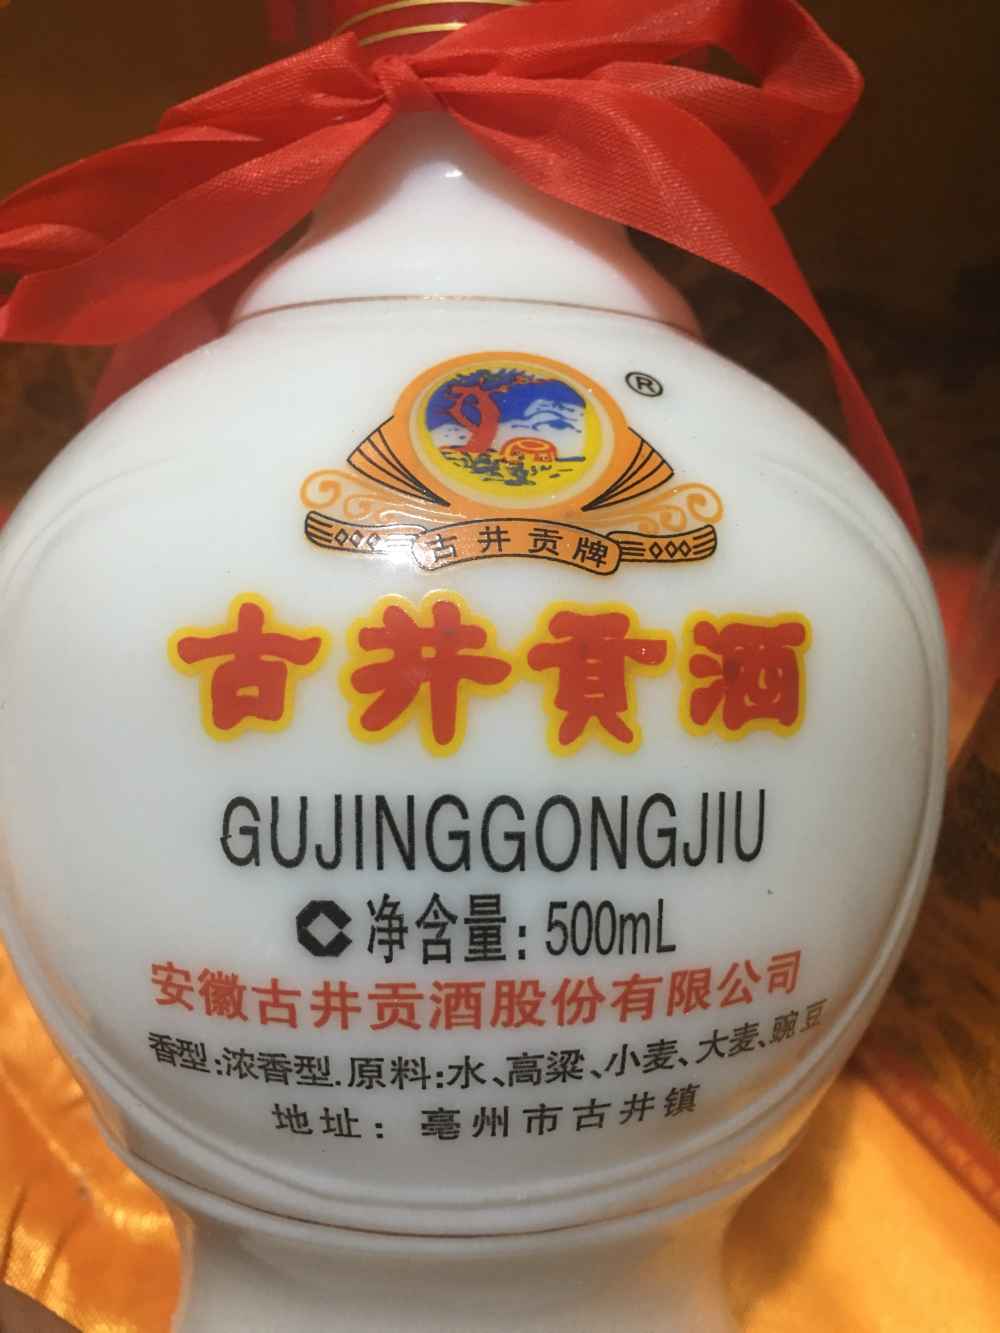 ®
古井贡牌
古井贡酒
GUJINGGONGJIU
净含量:500mL
安徽古井贡酒股份有限公司
香型:浓香型.原料:水、高粱、小麦、大麦、豌豆
地址:亳州市古井镇